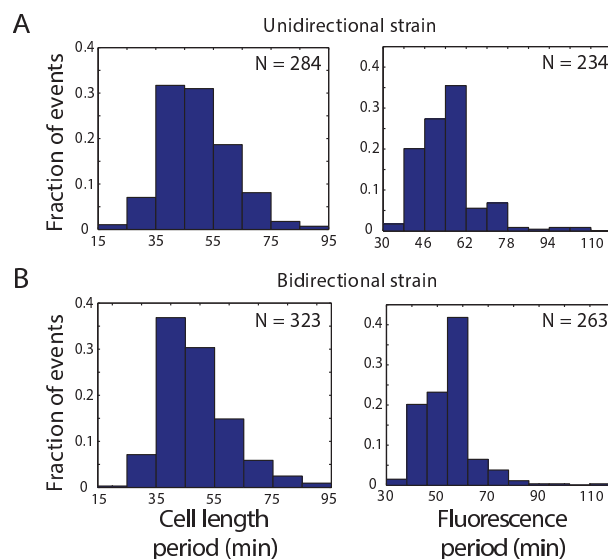 A
Unidirectional strain
0.4
0.3
0.2
0.1
0
Fraction of events
N = 284
15 35 55 75 95
0.4
0.3
0.2
0.1
0
N = 234
30 46 62 78 94 110
B
Bidirectional strain
0.4
0.3
0.2
0.1
0
Fraction of events
N = 323
15 35 55 75 95
Cell length
period (min)
0.4
0.3
0.2
0.1
0
N = 263
30 50 70 90 110
Fluorescence
period (min)